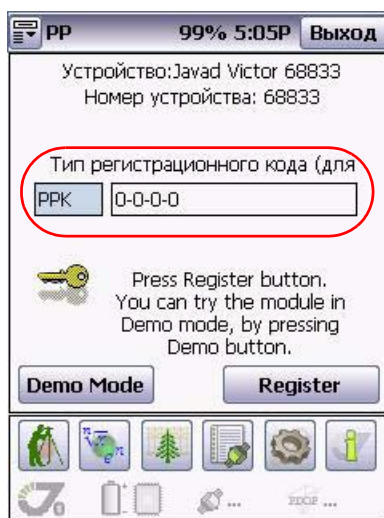 PP 99% 5:05P Выход
Устройство:Javad Victor 68833
Номер устройства: 68833
Тип регистрационного кода (для
PPK 0-0-0-0
Press Register button.
You can try the module in
Demo mode, by pressing
Demo button.
Demo Mode Register
PDOP ...